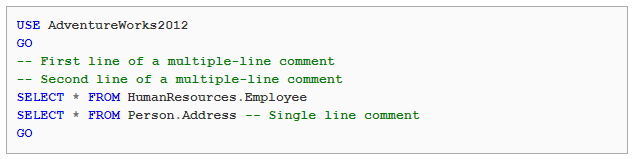 USE AdventureWorks2012
GO
-- First line of a multiple-line comment
-- Second line of a multiple-line comment
SELECT * FROM HumanResources.Employee
SELECT * FROM Person.Address -- Single line comment
GO